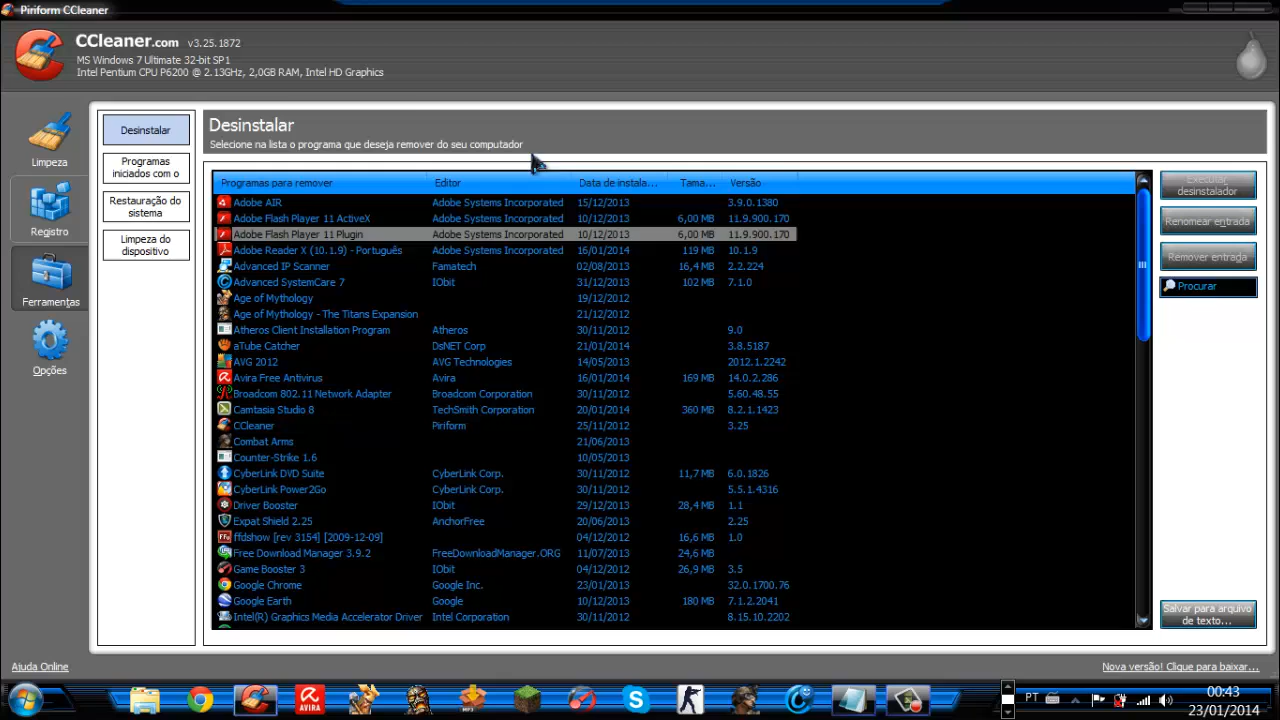 Piriform CCleaner
CCleaner.com v3.25.1872
MS Windows 7 Ultimate 32-bit SP1
Intel Pentium CPU P6200 @ 2.13GHz, 2,0GB RAM, Intel HD Graphics
Limpeza
Registro
Ferramentas
Opções
Desinstalar
Programas
iniciados com o
Restauração do
sistema
Limpeza do
dispositivo
Desinstalar
Selecione na lista o programa que deseja remover do seu computador
Programas para remover Editor Data de instala... Tama... Versão
Adobe AIR Adobe Systems Incorporated 15/12/2013 3.9.0.1380
Adobe Flash Player 11 ActiveX Adobe Systems Incorporated 10/12/2013 6,00 MB 11.9.900.170
Adobe Flash Player 11 Plugin Adobe Systems Incorporated 10/12/2013 6,00 MB 11.9.900.170
Adobe Reader X (10.1.9) - Português Adobe Systems Incorporated 16/01/2014 119 MB 10.1.9
Advanced IP Scanner Famatech 02/08/2013 16,4 MB 2.2.224
Advanced SystemCare 7 IObit 31/12/2013 102 MB 7.1.0
Age of Mythology 19/12/2012
Age of Mythology - The Titans Expansion 21/12/2012
Atheros Client Installation Program Atheros 30/11/2012 9.0
aTube Catcher DsNET Corp 21/01/2014 3.8.5187
AVG 2012 AVG Technologies 14/05/2013 2012.1.2242
Avira Free Antivirus Avira 16/01/2014 169 MB 14.0.2.286
Broadcom 802.11 Network Adapter Broadcom Corporation 30/11/2012 5.60.48.55
Camtasia Studio 8 TechSmith Corporation 20/01/2014 360 MB 8.2.1.1423
CCleaner Piriform 25/11/2012 3.25
Combat Arms 21/06/2013
Counter-Strike 1.6 10/05/2013
CyberLink DVD Suite CyberLink Corp. 30/11/2012 11,7 MB 6.0.1826
CyberLink Power2Go CyberLink Corp. 30/11/2012 5.5.1.4316
Driver Booster IObit 29/12/2013 28,4 MB 1.1
Expat Shield 2.25 AnchorFree 20/06/2013 2.25
ffdshow [rev 3154] [2009-12-09] 04/12/2012 16,6 MB 1.0
Free Download Manager 3.9.2 FreeDownloadManager.ORG 11/07/2013 24,6 MB
Game Booster 3 IObit 04/12/2012 26,9 MB 3.5
Google Chrome Google Inc. 23/01/2013 32.0.1700.76
Google Earth Google 10/12/2013 180 MB 7.1.2.2041
Intel(R) Graphics Media Accelerator Driver Intel Corporation 30/11/2012 8.15.10.2202
Executar
desinstalador
Renomear entrada
Remover entrada
Procurar
Salvar para arquivo
de texto...
Ajuda Online
Nova versão! Clique para baixar...
AVIRA
MP3
PT
00:43
23/01/2014